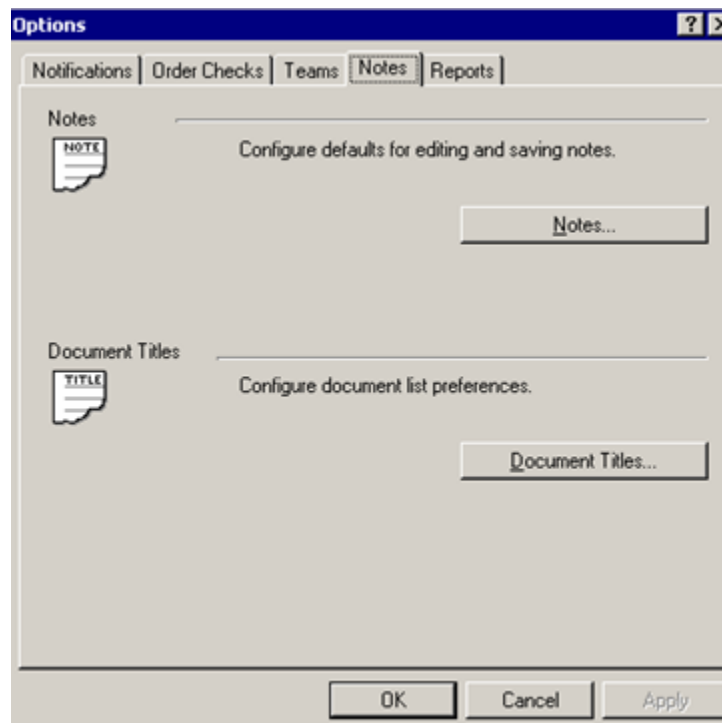 Options
Notifications Order Checks Teams Notes Reports
Notes
NOTE
Configure defaults for editing and saving notes.
Notes...
Document Titles
TITLE
Configure document list preferences.
Document Titles...
OK Cancel Apply